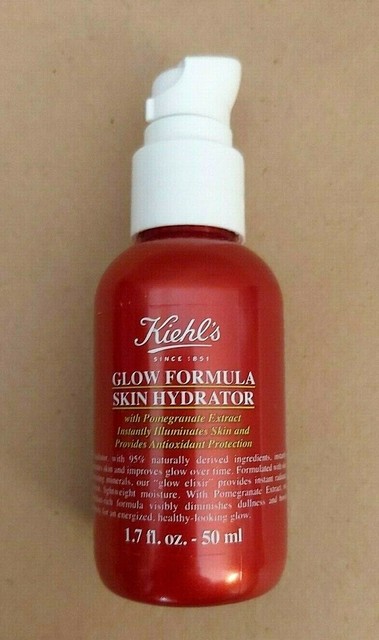 Kiehl's
SINCE 1851
GLOW FORMULA
SKIN HYDRATOR
with Pomegranate Extract
Instantly Illuminates Skin and
Provides Antioxidant Protection
with 95% naturally derived ingredients,
skin and improves glow over time. Formulated with
minerals, our "glow elixir" provides instant
lightweight moisture. With Pomegranate Extract,
-rich formula visibly diminishes dullness and
for an energized, healthy-looking glow.
1.7 fl. oz. - 50 ml